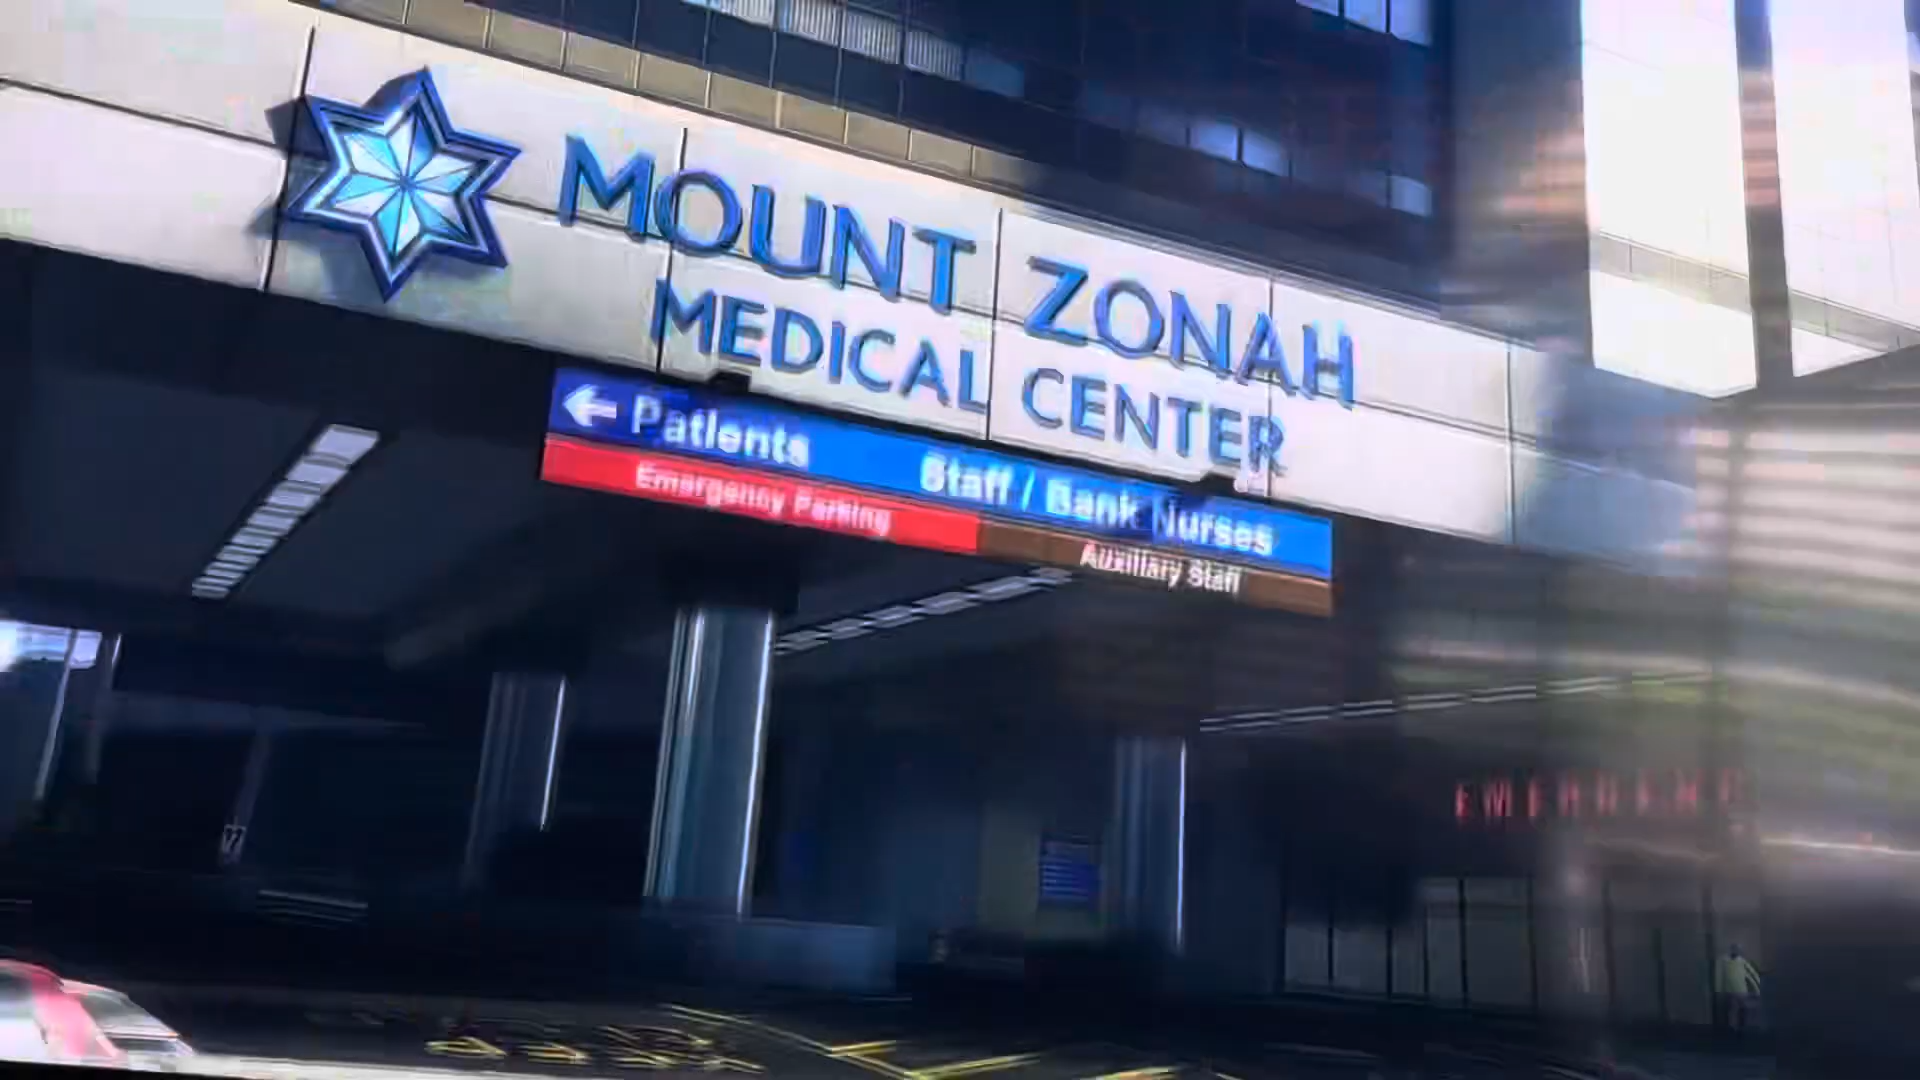 MOUNT ZONAH
MEDICAL CENTER
← Patients
Staff / Bank Nurses
Emergency Parking
Auxiliary Staff